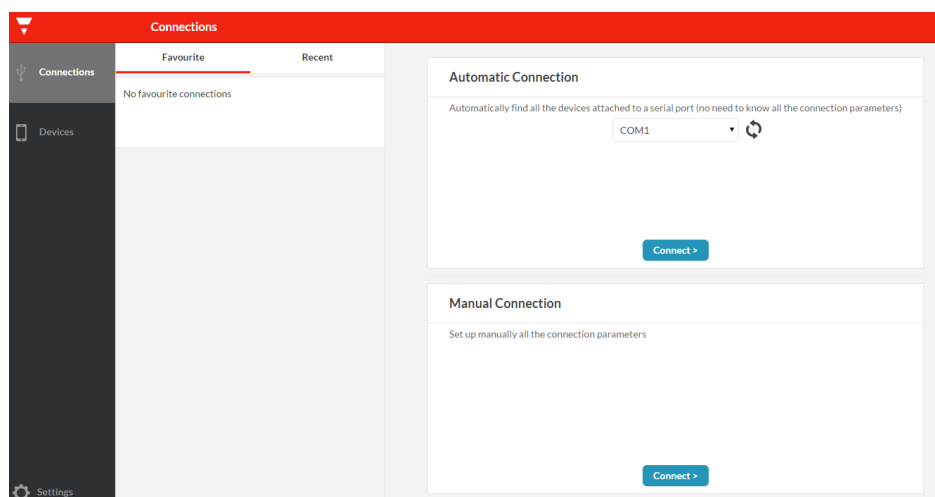 Connections
Connections
Devices
Settings
Favourite
Recent
No favourite connections
Automatic Connection
Automatically find all the devices attached to a serial port (no need to know all the connection parameters)
COM1
Connect >
Manual Connection
Set up manually all the connection parameters
Connect >